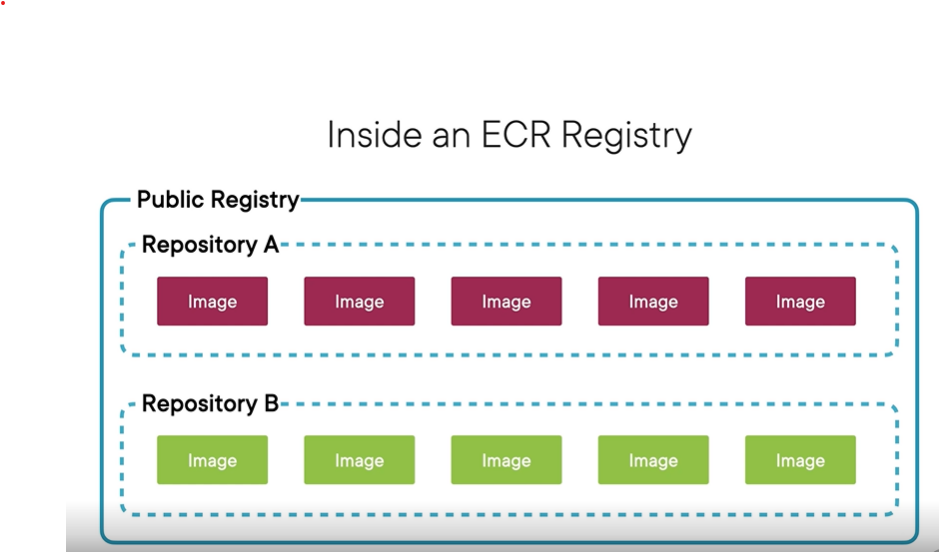 Inside an ECR Registry
Public Registry
Repository A
Image Image Image Image Image
Repository B
Image Image Image Image Image